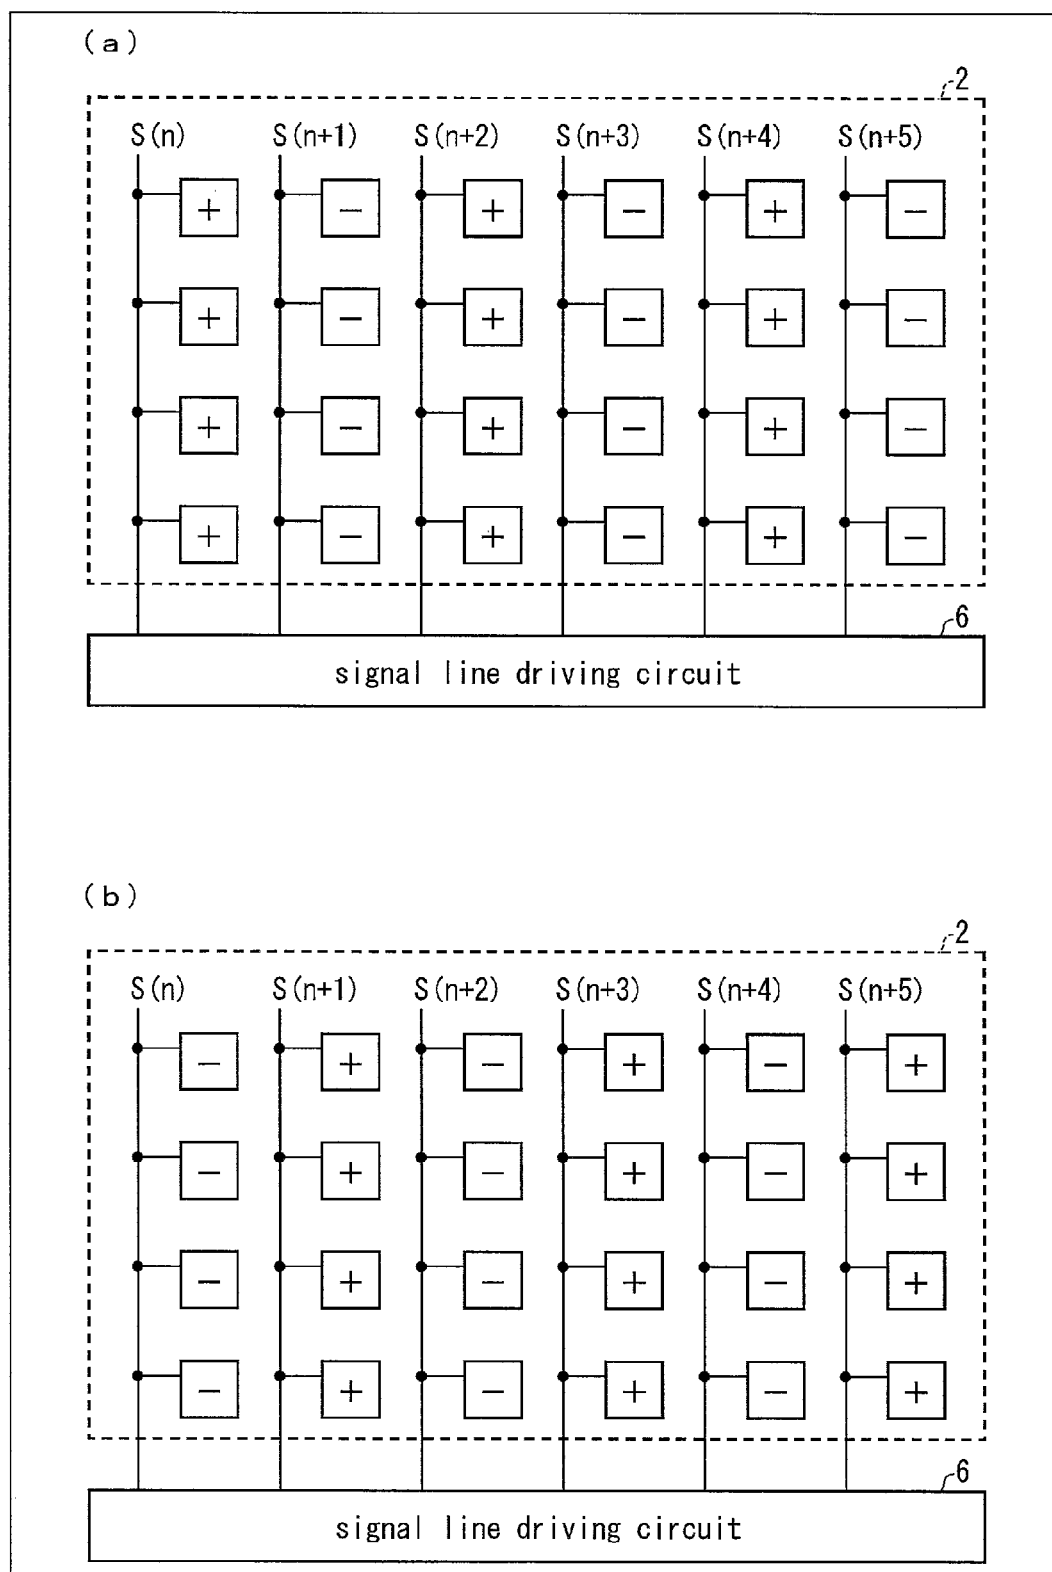 (a)
2
S(n) S(n+1) S(n+2) S(n+3) S(n+4) S(n+5)
+ − + − + −
+ − + − + −
+ − + − + −
+ − + − + −
6
signal line driving circuit
(b)
2
S(n) S(n+1) S(n+2) S(n+3) S(n+4) S(n+5)
− + − + − +
− + − + − +
− + − + − +
− + − + − +
6
signal line driving circuit